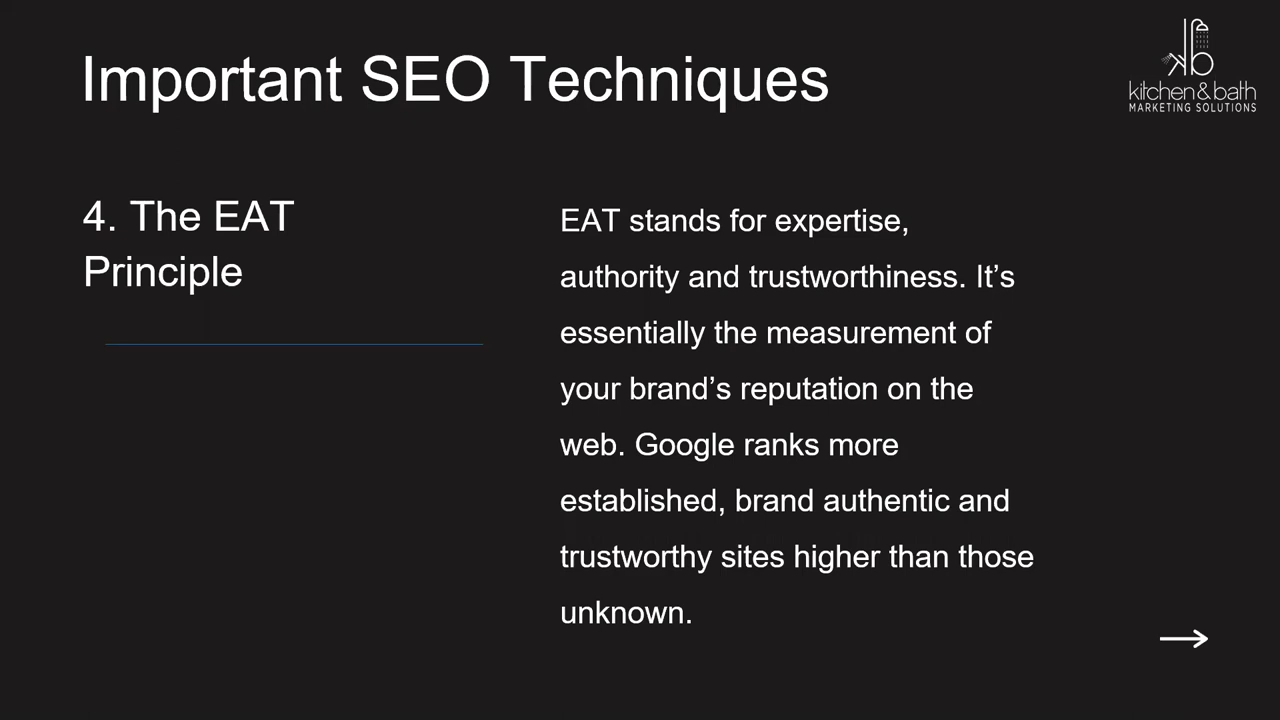 Important SEO Techniques
kb
kitchen & bath
MARKETING SOLUTIONS
4. The EAT
Principle
EAT stands for expertise,
authority and trustworthiness. It’s
essentially the measurement of
your brand’s reputation on the
web. Google ranks more
established, brand authentic and
trustworthy sites higher than those
unknown.